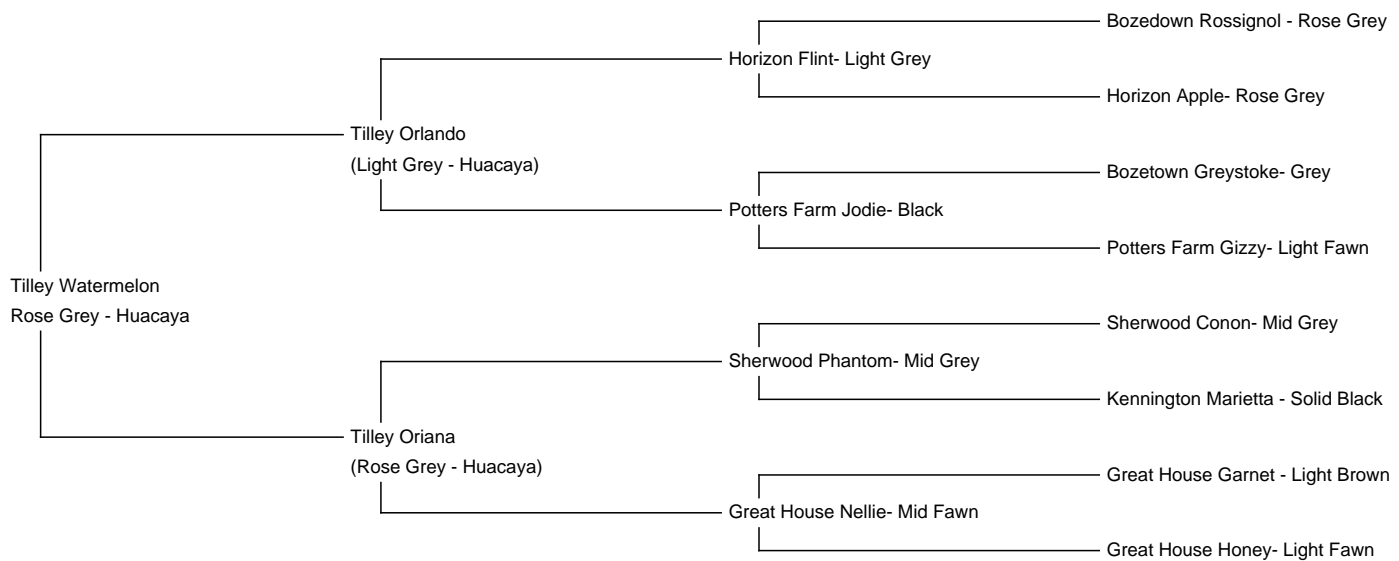 Bozedown Rossignol - Rose Grey
Horizon Flint- Light Grey
Horizon Apple- Rose Grey
Tilley Orlando
(Light Grey - Huacaya)
Bozetown Greystoke- Grey
Potters Farm Jodie- Black
Potters Farm Gizzy- Light Fawn
Tilley Watermelon
Rose Grey - Huacaya
Sherwood Conon- Mid Grey
Sherwood Phantom- Mid Grey
Kennington Marietta - Solid Black
Tilley Oriana
(Rose Grey - Huacaya)
Great House Garnet - Light Brown
Great House Nellie- Mid Fawn
Great House Honey- Light Fawn